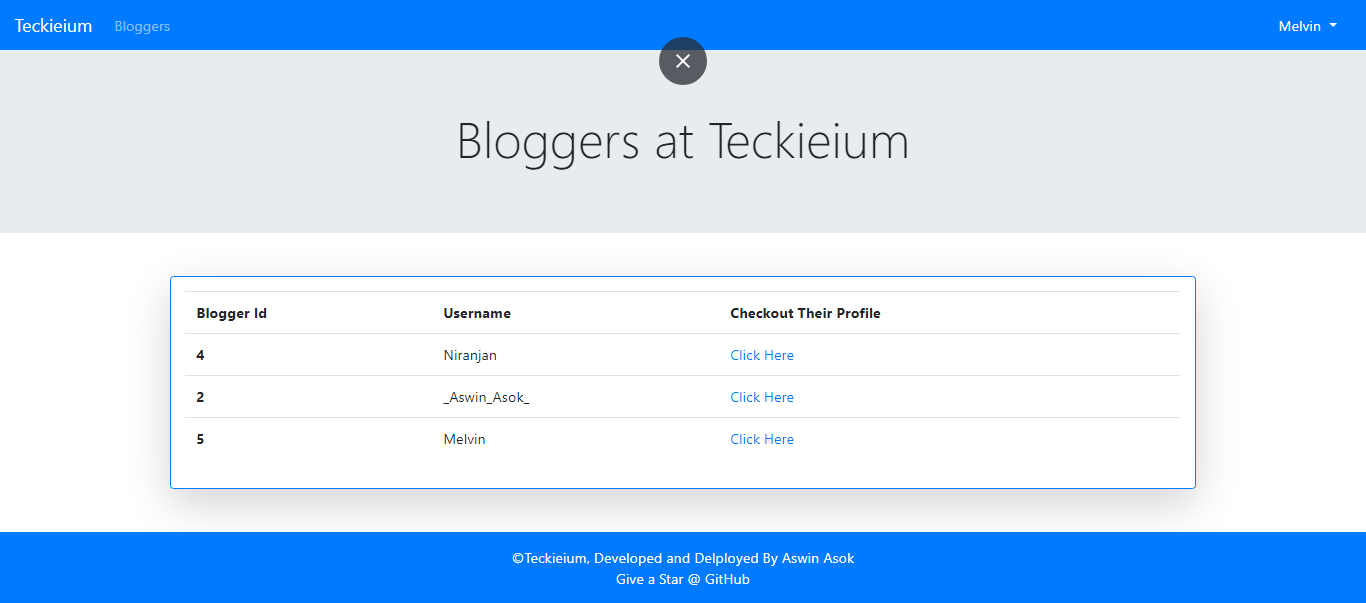 Teckieium Bloggers Melvin
Bloggers at Teckieium
Blogger Id Username Checkout Their Profile
4 Niranjan Click Here
2 _Aswin_Asok_ Click Here
5 Melvin Click Here
©Teckieium, Developed and Delployed By Aswin Asok
Give a Star @ GitHub